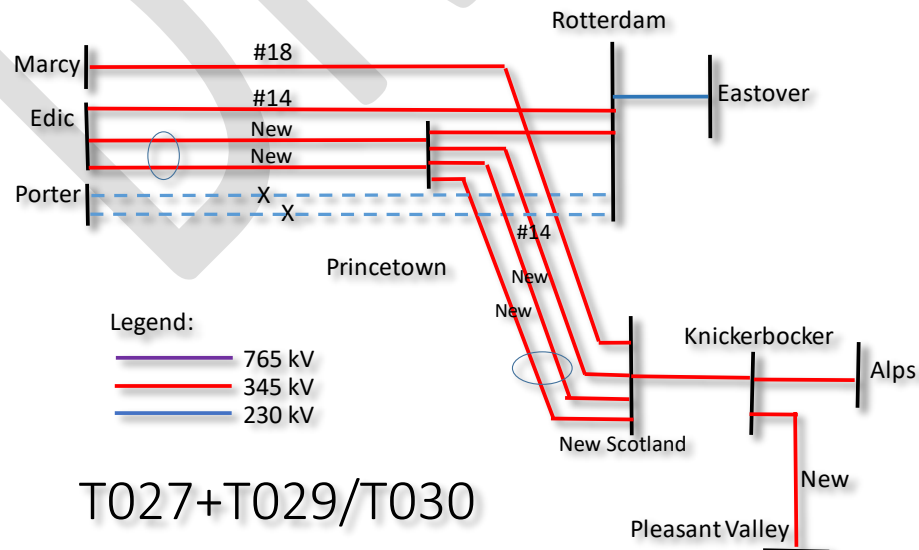 Rotterdam
Marcy
#18
Eastover
Edic
#14
New
New
Porter
X
X
#14
Princetown
New
New
Legend:
765 kV
345 kV
230 kV
Knickerbocker
Alps
New Scotland
New
T027+T029/T030
Pleasant Valley